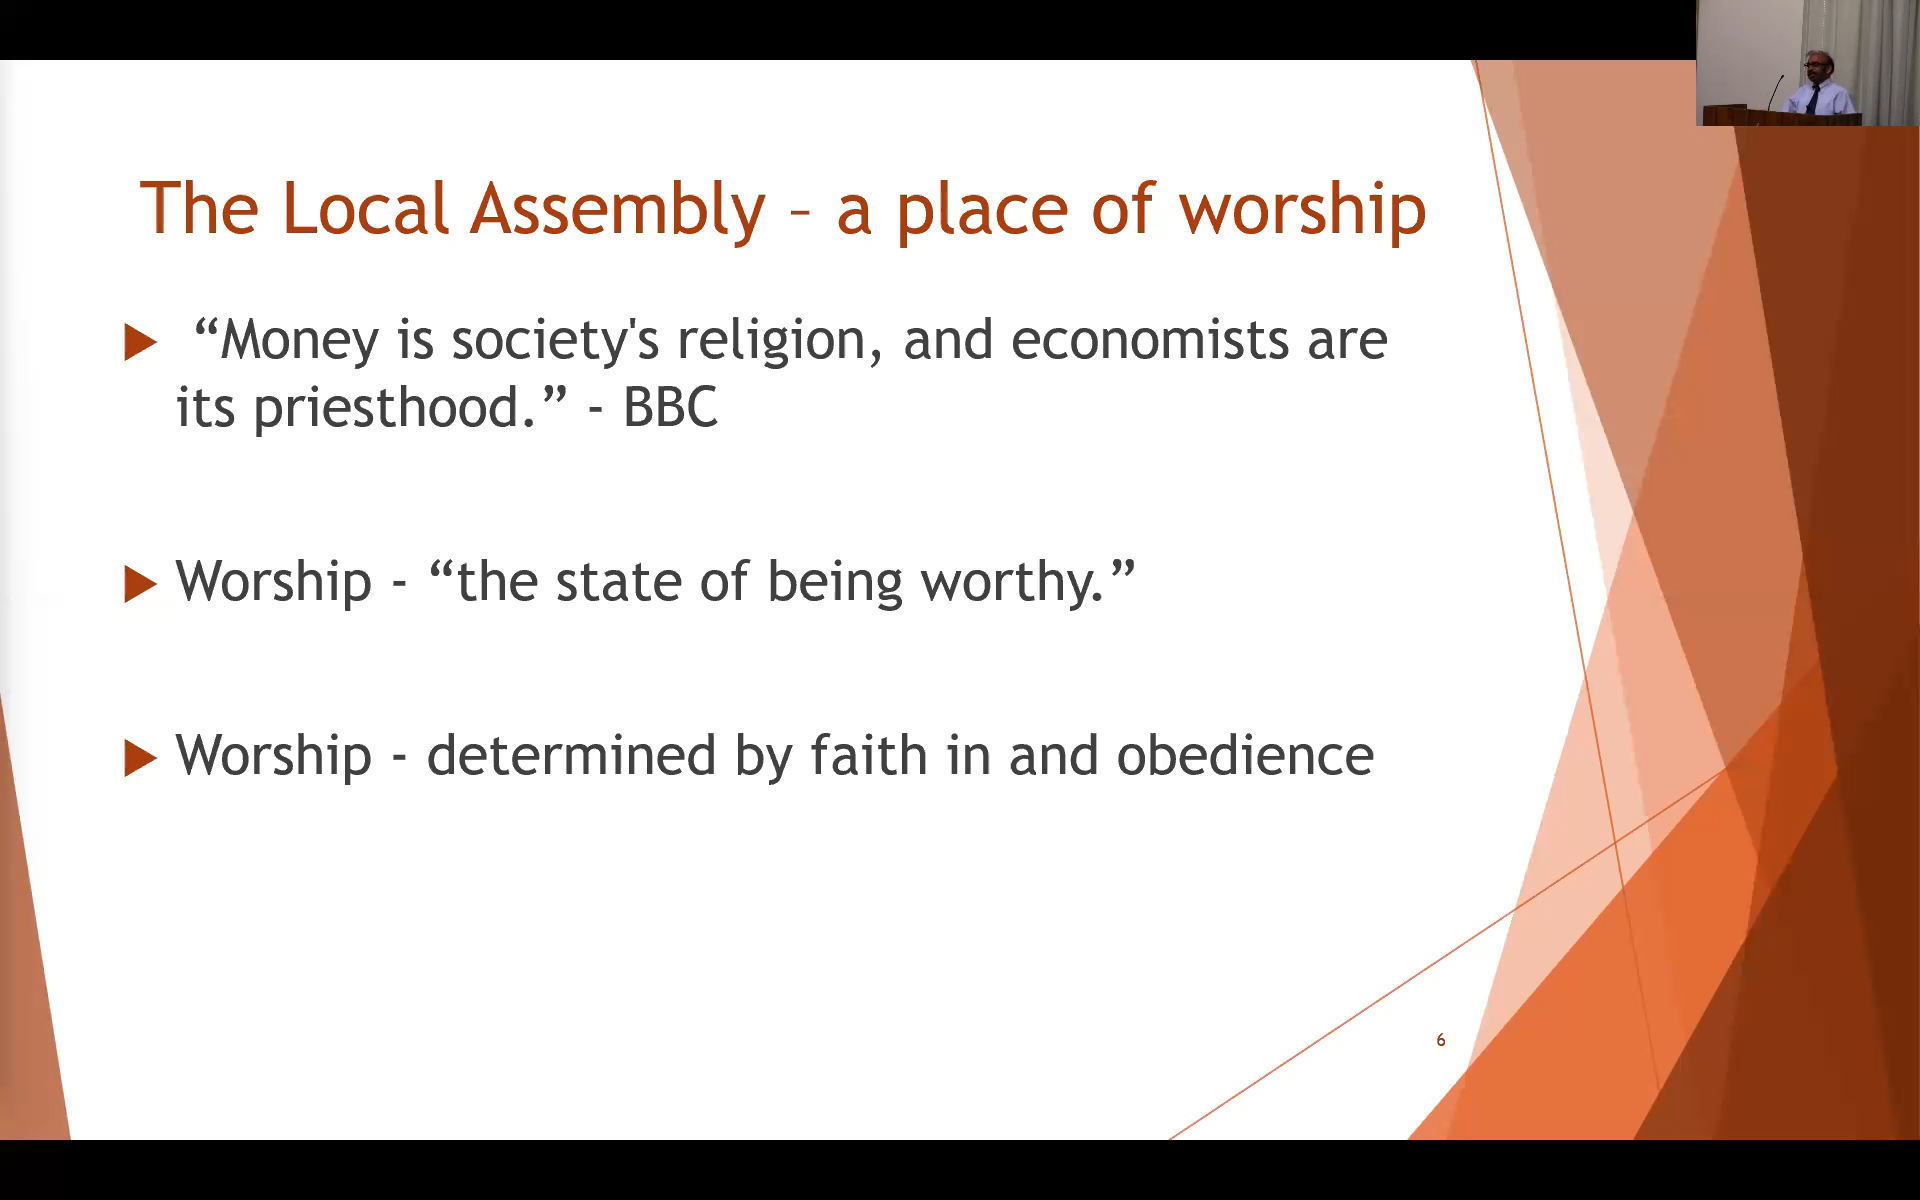 The Local Assembly – a place of worship
“Money is society's religion, and economists are
its priesthood.” - BBC
Worship - “the state of being worthy.”
Worship - determined by faith in and obedience
6